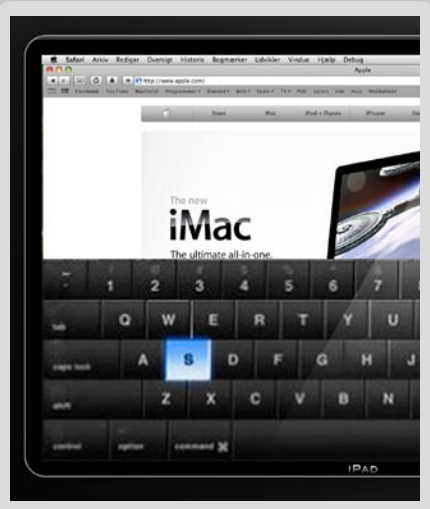 Safari Arkiv Rediger Oversigt Historie Bogmærker Udvikler Vindue Hjælp Debug
Apple
http://www.apple.com/
Facebook YouTube
Store Mac iPod + iTunes iPhone
The new
iMac
The ultimate all-in-one.
1 2 3 4 5 6 7
tab Q W E R T Y U
caps lock A S D F G H J
shift Z X C V B N
control option command
iPAD